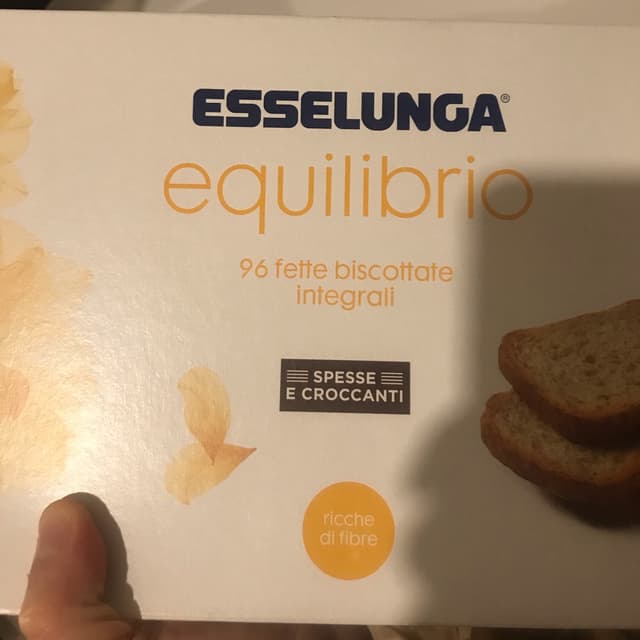 ESSELUNGA®
equilibrio
96 fette biscottate
integrali
SPESSE
E CROCCANTI
ricche
di fibre